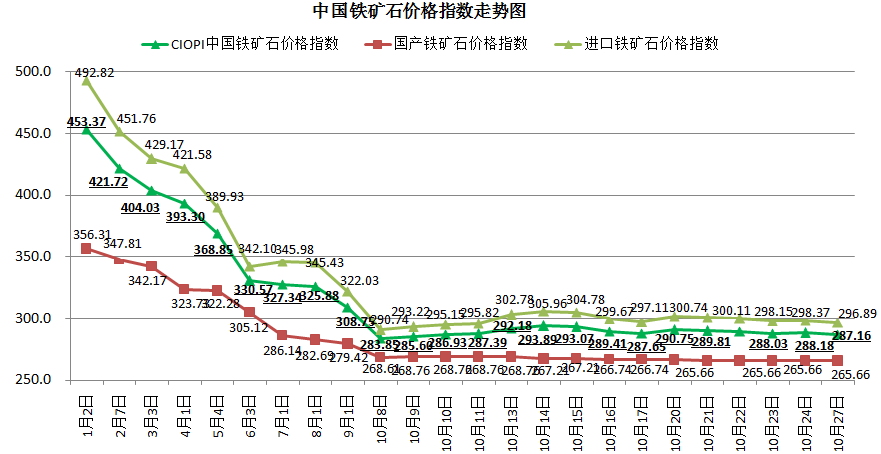 中国铁矿石价格指数走势图
CIOPI中国铁矿石价格指数 国产铁矿石价格指数 进口铁矿石价格指数
500.0
450.0
400.0
350.0
300.0
250.0
492.82 451.76 429.17 421.58 389.93 342.10 345.98 345.43 322.03 290.74 293.22 295.15 295.82 302.78 305.96 304.78 299.67 297.11 300.74 300.11 298.15 298.37 296.89
453.37 421.72 404.03 393.30 368.85 330.57 327.34 325.88 308.75 283.85 285.60 286.93 287.39 292.18 293.89 293.07 289.41 287.65 290.75 289.81 288.03 288.18 287.16
356.31 347.81 342.17 323.73 322.28 305.12 286.14 282.69 279.42 268.61 268.76 268.76 268.76 268.76 267.21 267.21 266.74 266.74 265.66 265.66 265.66 265.66
1月2日 2月7日 3月3日 4月1日 5月4日 6月3日 7月1日 8月1日 9月1日 10月8日 10月9日 10月10日 10月11日 10月13日 10月14日 10月15日 10月16日 10月17日 10月20日 10月21日 10月22日 10月23日 10月24日 10月27日